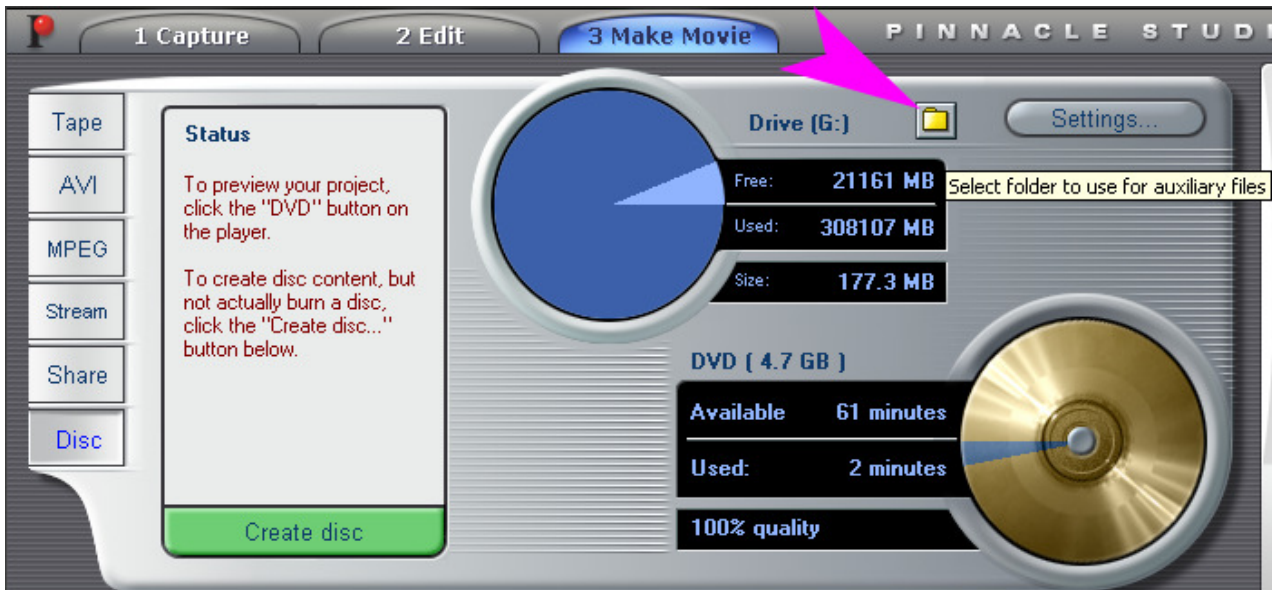 1 Capture
2 Edit
3 Make Movie
PINNACLE STUD
Tape
AVI
MPEG
Stream
Share
Disc
Status
To preview your project,
click the "DVD" button on
the player.
To create disc content, but
not actually burn a disc,
click the "Create disc..."
button below.
Create disc
Drive (G:)
Settings...
Free: 21161 MB
Select folder to use for auxiliary files
Used: 308107 MB
Size: 177.3 MB
DVD ( 4.7 GB )
Available 61 minutes
Used: 2 minutes
100% quality